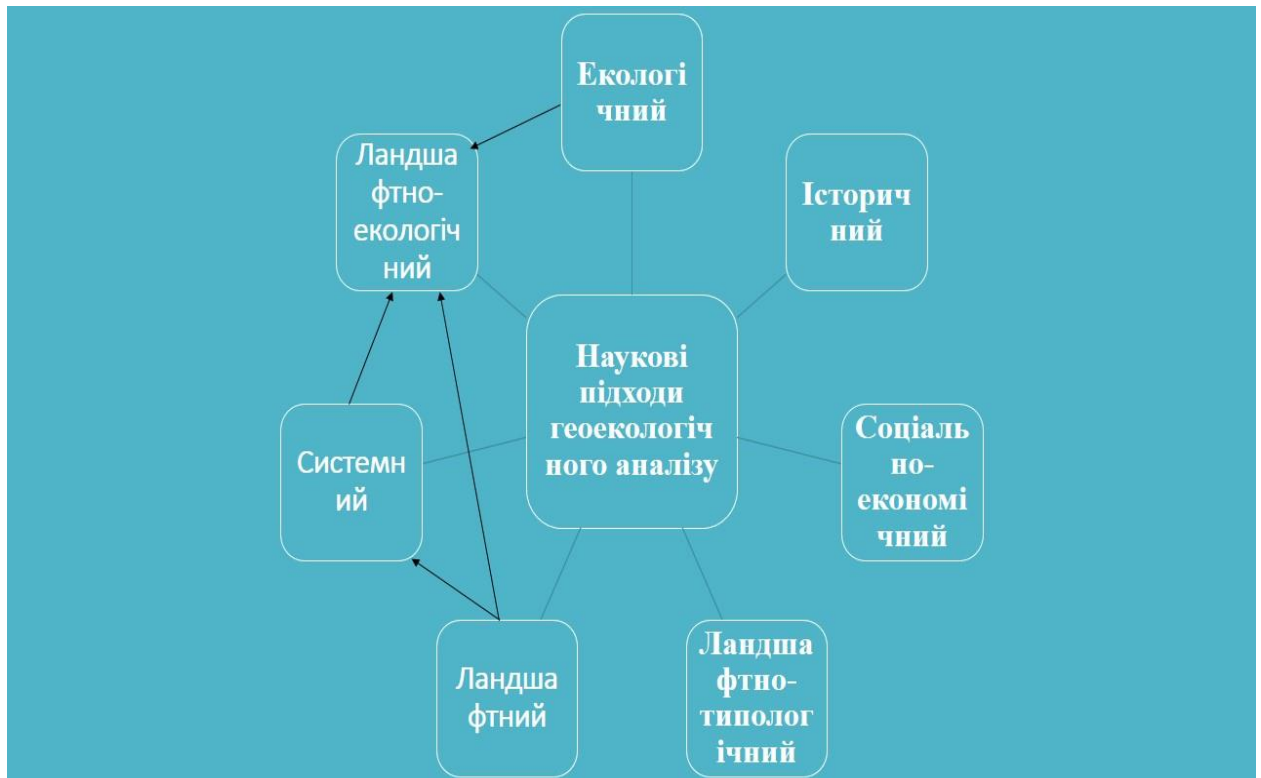 Екологі
чний
Ландша
фтно-
екологіч
ний
Історич
ний
Наукові
підходи
геоекологіч
ного аналізу
Системн
ий
Соціаль
но-
економі
чний
Ландша
фтний
Ландша
фтно-
типолог
ічний